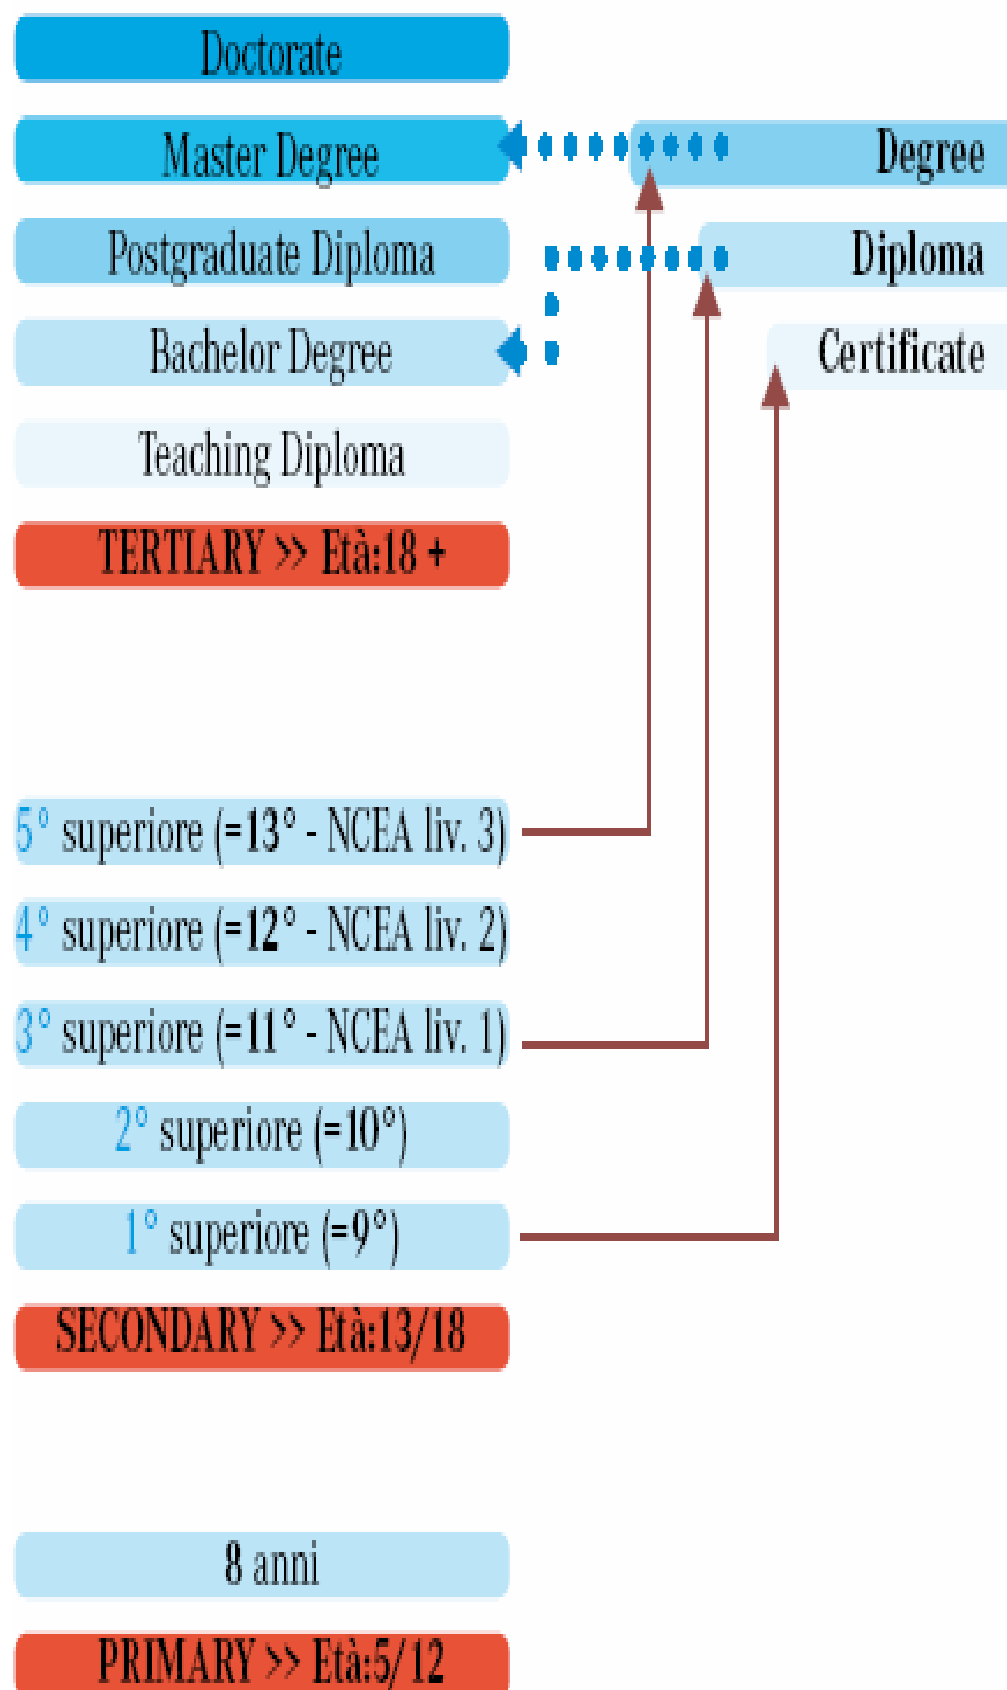 Doctorate
Master Degree
Degree
Postgraduate Diploma
Diploma
Bachelor Degree
Certificate
Teaching Diploma
TERTIARY >> Età:18 +
5° superiore (=13° - NCEA liv. 3)
4° superiore (=12° - NCEA liv. 2)
3° superiore (=11° - NCEA liv. 1)
2° superiore (=10°)
1° superiore (=9°)
SECONDARY >> Età:13/18
8 anni
PRIMARY >> Età:5/12